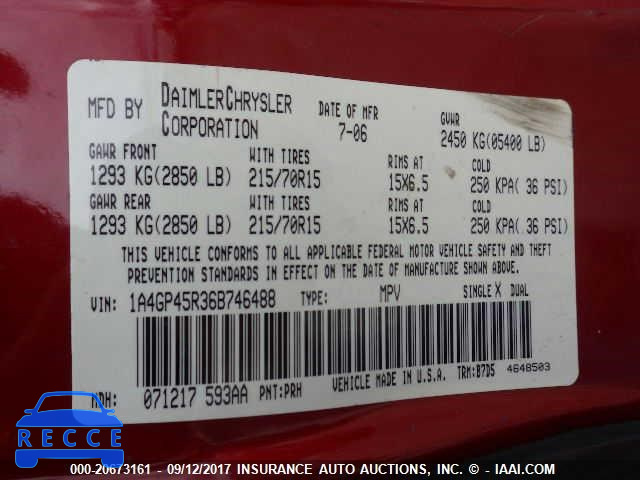 MFD BY DAIMLERCHRYSLER CORPORATION DATE OF MFR 7-06 GVWR 2450 KG(05400 LB)
GAWR FRONT WITH TIRES RIMS AT COLD
1293 KG(2850 LB) 215/70R15 15X6.5 250 KPA( 36 PSI)
GAWR REAR WITH TIRES RIMS AT COLD
1293 KG(2850 LB) 215/70R15 15X6.5 250 KPA( 36 PSI)
THIS VEHICLE CONFORMS TO ALL APPLICABLE FEDERAL MOTOR VEHICLE SAFETY AND THEFT
PREVENTION STANDARDS IN EFFECT ON THE DATE OF MANUFACTURE SHOWN ABOVE.
VIN: 1A4GP45R36B746488 TYPE: MPV SINGLE X DUAL
MDH: 071217 593AA PNT:PRH VEHICLE MADE IN U.S.A. TRM:B7D5 4648503
RECCE
000-20673161 - 09/12/2017 - INSURANCE AUTO AUCTIONS, INC. - IAAI.COM